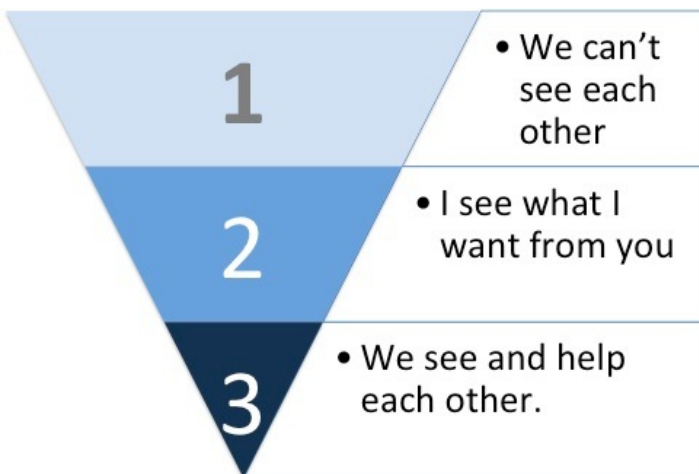 1
• We can’t
see each
other
2
• I see what I
want from you
3
• We see and help
each other.